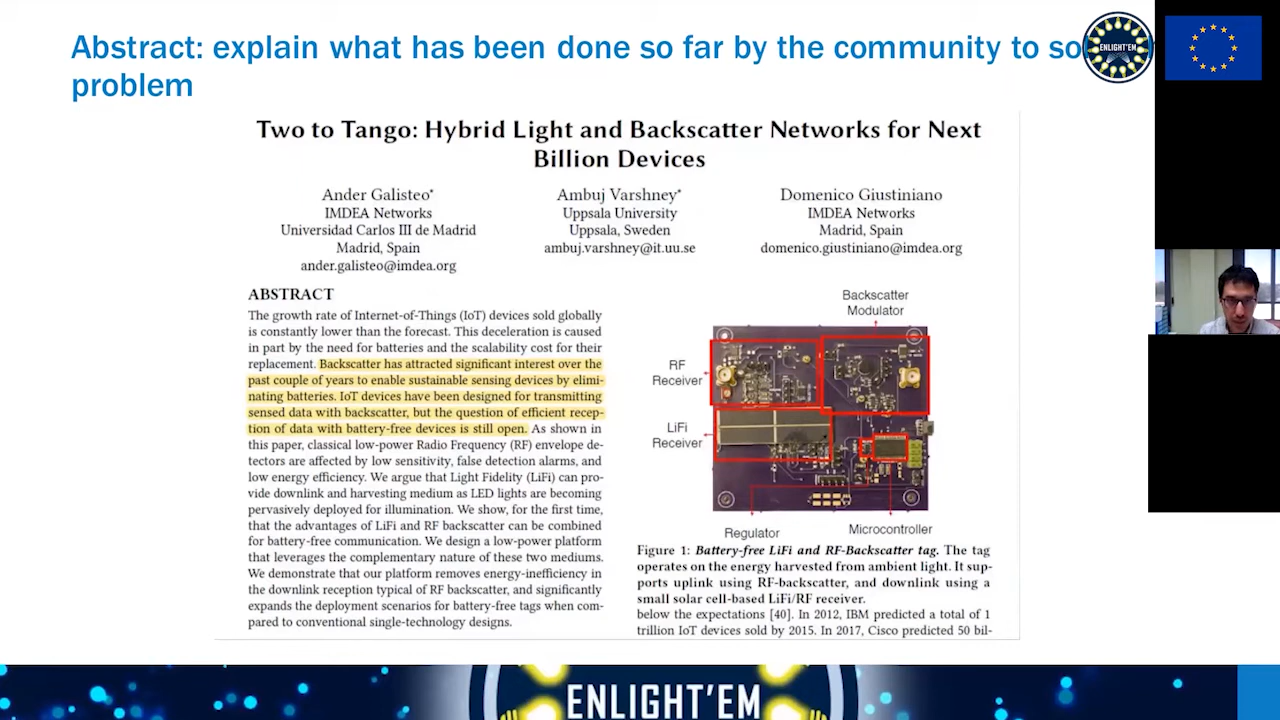 Abstract: explain what has been done so far by the community to so
problem
ENLIGHT'EM
Two to Tango: Hybrid Light and Backscatter Networks for Next
Billion Devices
Ander Galisteo*
IMDEA Networks
Universidad Carlos III de Madrid
Madrid, Spain
ander.galisteo@imdea.org
Ambuj Varshney*
Uppsala University
Uppsala, Sweden
ambuj.varshney@it.uu.se
Domenico Giustiniano
IMDEA Networks
Madrid, Spain
domenico.giustiniano@imdea.org
ABSTRACT
The growth rate of Internet-of-Things (IoT) devices sold globally
is constantly lower than the forecast. This deceleration is caused
in part by the need for batteries and the scalability cost for their
replacement. Backscatter has attracted significant interest over the
past couple of years to enable sustainable sensing devices by elimi-
nating batteries. IoT devices have been designed for transmitting
sensed data with backscatter, but the question of efficient recep-
tion of data with battery-free devices is still open. As shown in
this paper, classical low-power Radio Frequency (RF) envelope de-
tectors are affected by low sensitivity, false detection alarms, and
low energy efficiency. We argue that Light Fidelity (LiFi) can pro-
vide downlink and harvesting medium as LED lights are becoming
pervasively deployed for illumination. We show, for the first time,
that the advantages of LiFi and RF backscatter can be combined
for battery-free communication. We design a low-power platform
that leverages the complementary nature of these two mediums.
We demonstrate that our platform removes energy-inefficiency in
the downlink reception typical of RF backscatter, and significantly
expands the deployment scenarios for battery-free tags when com-
pared to conventional single-technology designs.
Backscatter
Modulator
RF
Receiver
LiFi
Receiver
Regulator
Microcontroller
Figure 1: Battery-free LiFi and RF-Backscatter tag. The tag
operates on the energy harvested from ambient light. It sup-
ports uplink using RF-backscatter, and downlink using a
small solar cell-based LiFi/RF receiver.
below the expectations [40]. In 2012, IBM predicted a total of 1
trillion IoT devices sold by 2015. In 2017, Cisco predicted 50 bil-
ENLIGHT'EM